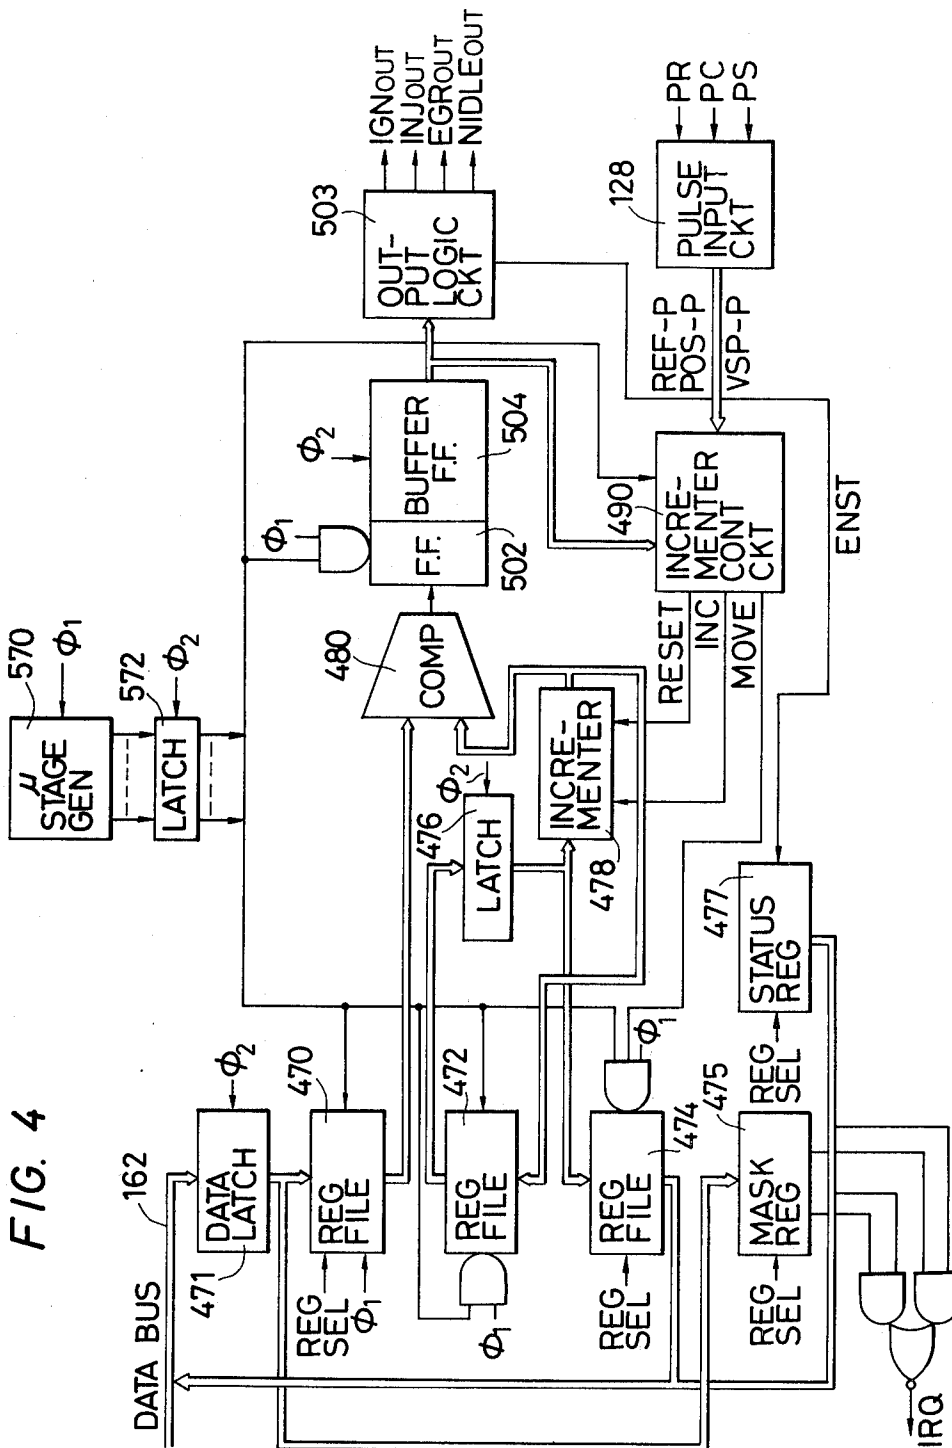 FIG. 4
DATA BUS
162
DATA
LATCH
471
Φ2
REG
FILE
470
REG
SEL
Φ1
REG
FILE
472
Φ1
REG
FILE
474
REG
SEL
Φ1
MASK
REG
475
REG
SEL
STATUS
REG
477
REG
SEL
IRQ
μ
STAGE
GEN
570
Φ1
LATCH
572
Φ2
LATCH
476
Φ2
INCRE-
MENTER
478
COMP
480
F.F.
502
Φ1
BUFFER
F.F.
504
Φ2
OUT-
PUT
LOGIC
CKT
503
IGNOUT
INJOUT
EGROUT
NIDLEOUT
INCRE-
MENTER
CONT
CKT
490
RESET
INC
MOVE
REF-P
POS-P
VSP-P
PULSE
INPUT
CKT
128
PR
PC
PS
ENST